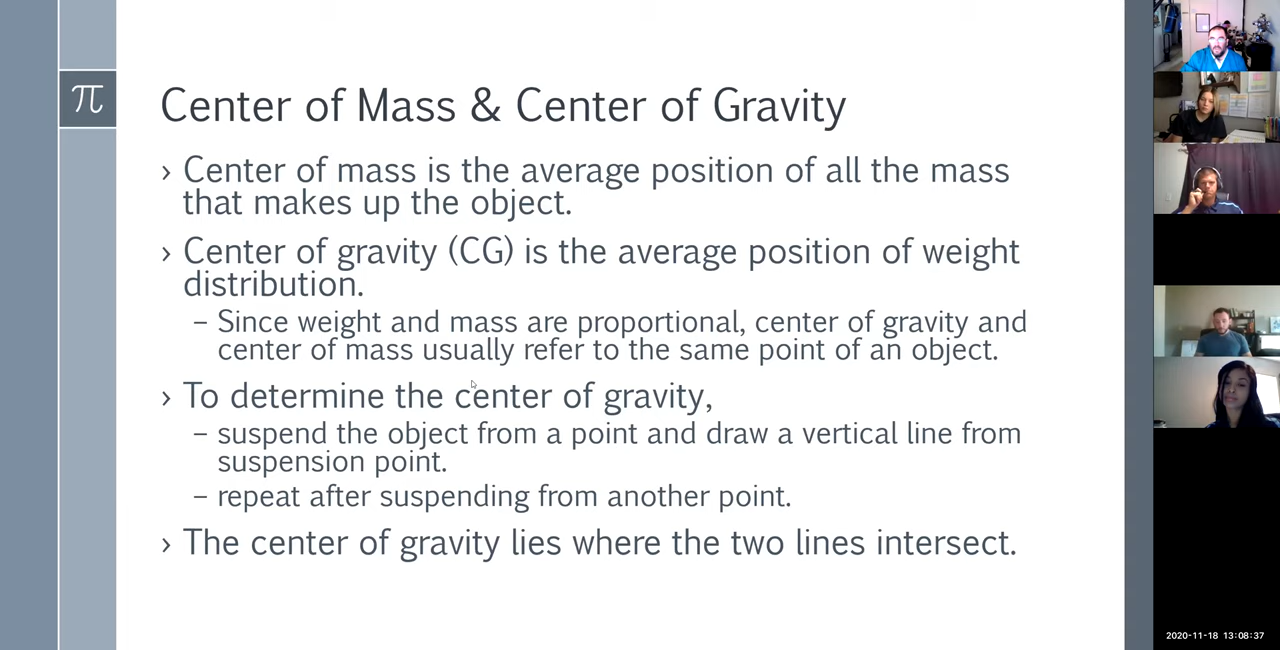 π
Center of Mass & Center of Gravity
› Center of mass is the average position of all the mass
that makes up the object.
› Center of gravity (CG) is the average position of weight
distribution.
– Since weight and mass are proportional, center of gravity and
center of mass usually refer to the same point of an object.
› To determine the center of gravity,
– suspend the object from a point and draw a vertical line from
suspension point.
– repeat after suspending from another point.
› The center of gravity lies where the two lines intersect.
2020-11-18 13:08:37